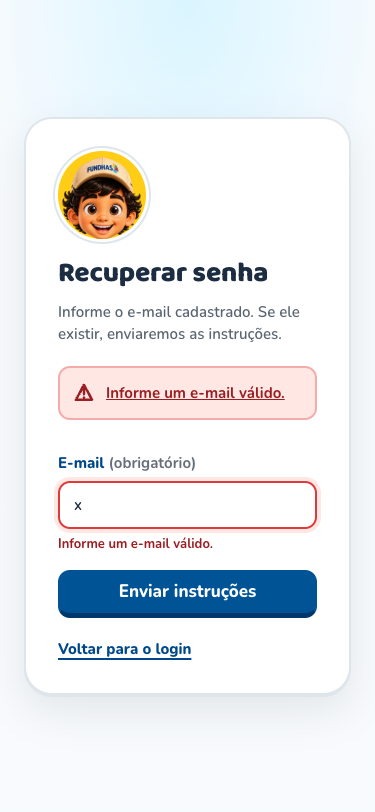 FUNDHAS
Recuperar senha
Informe o e-mail cadastrado. Se ele
existir, enviaremos as instruções.
Informe um e-mail válido.
E-mail (obrigatório)
x
Informe um e-mail válido.
Enviar instruções
Voltar para o login